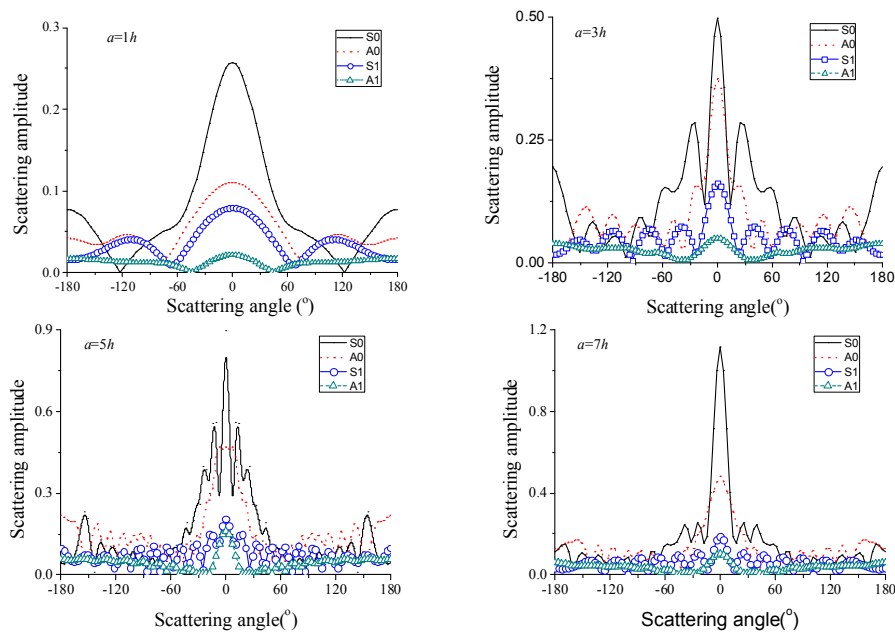 a=1h
S0
A0
S1
A1
0.3
0.2
0.1
0.0
Scattering amplitude
-180 -120 -60 0 60 120 180
Scattering angle (°)
a=3h
S0
A0
S1
A1
0.50
0.25
0.00
Scattering amplitude
-180 -120 -60 0 60 120 180
Scattering angle(°)
a=5h
S0
A0
S1
A1
0.9
0.6
0.3
0.0
Scattering amplitude
-180 -120 -60 0 60 120 180
Scattering angle(°)
a=7h
S0
A0
S1
A1
1.2
0.8
0.4
0.0
Scattering amplitude
-180 -120 -60 0 60 120 180
Scattering angle(°)